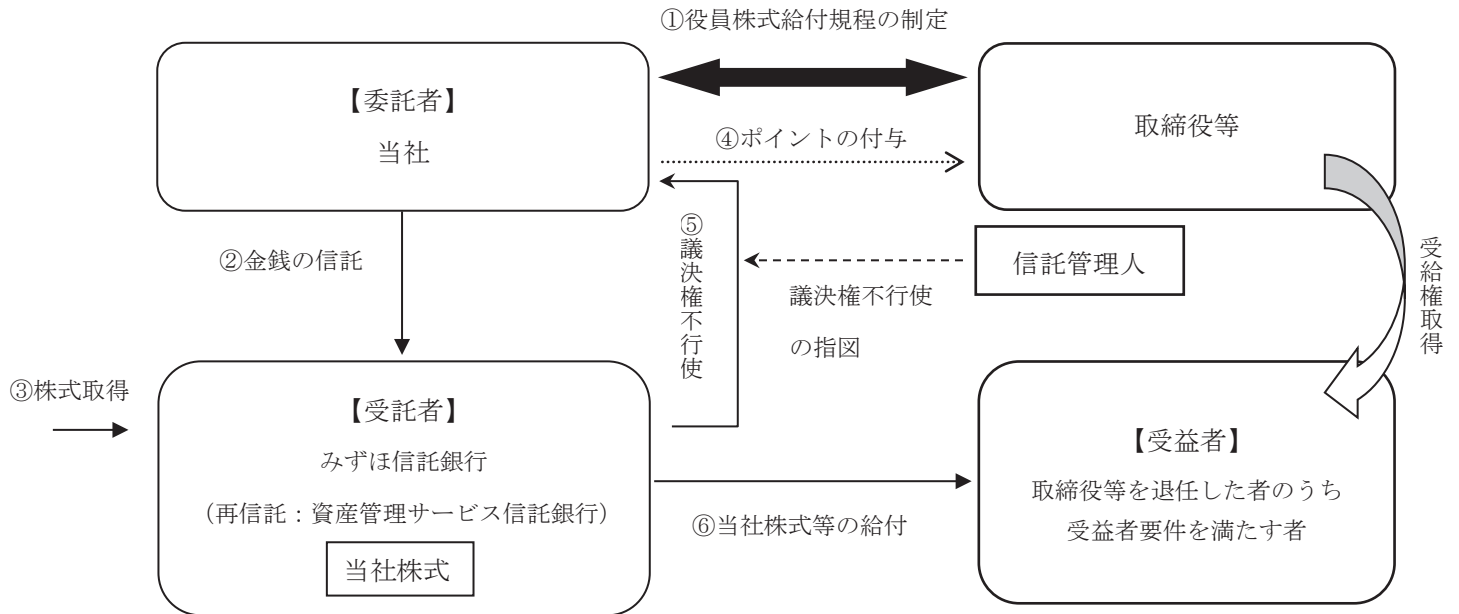 ①役員株式給付規程の制定
【委託者】
当社
取締役等
④ポイントの付与
⑤議決権不行使
②金銭の信託
信託管理人
議決権不行使
の指図
受給権取得
③株式取得
【受託者】
みずほ信託銀行
（再信託：資産管理サービス信託銀行）
当社株式
⑥当社株式等の給付
【受益者】
取締役等を退任した者のうち
受益者要件を満たす者